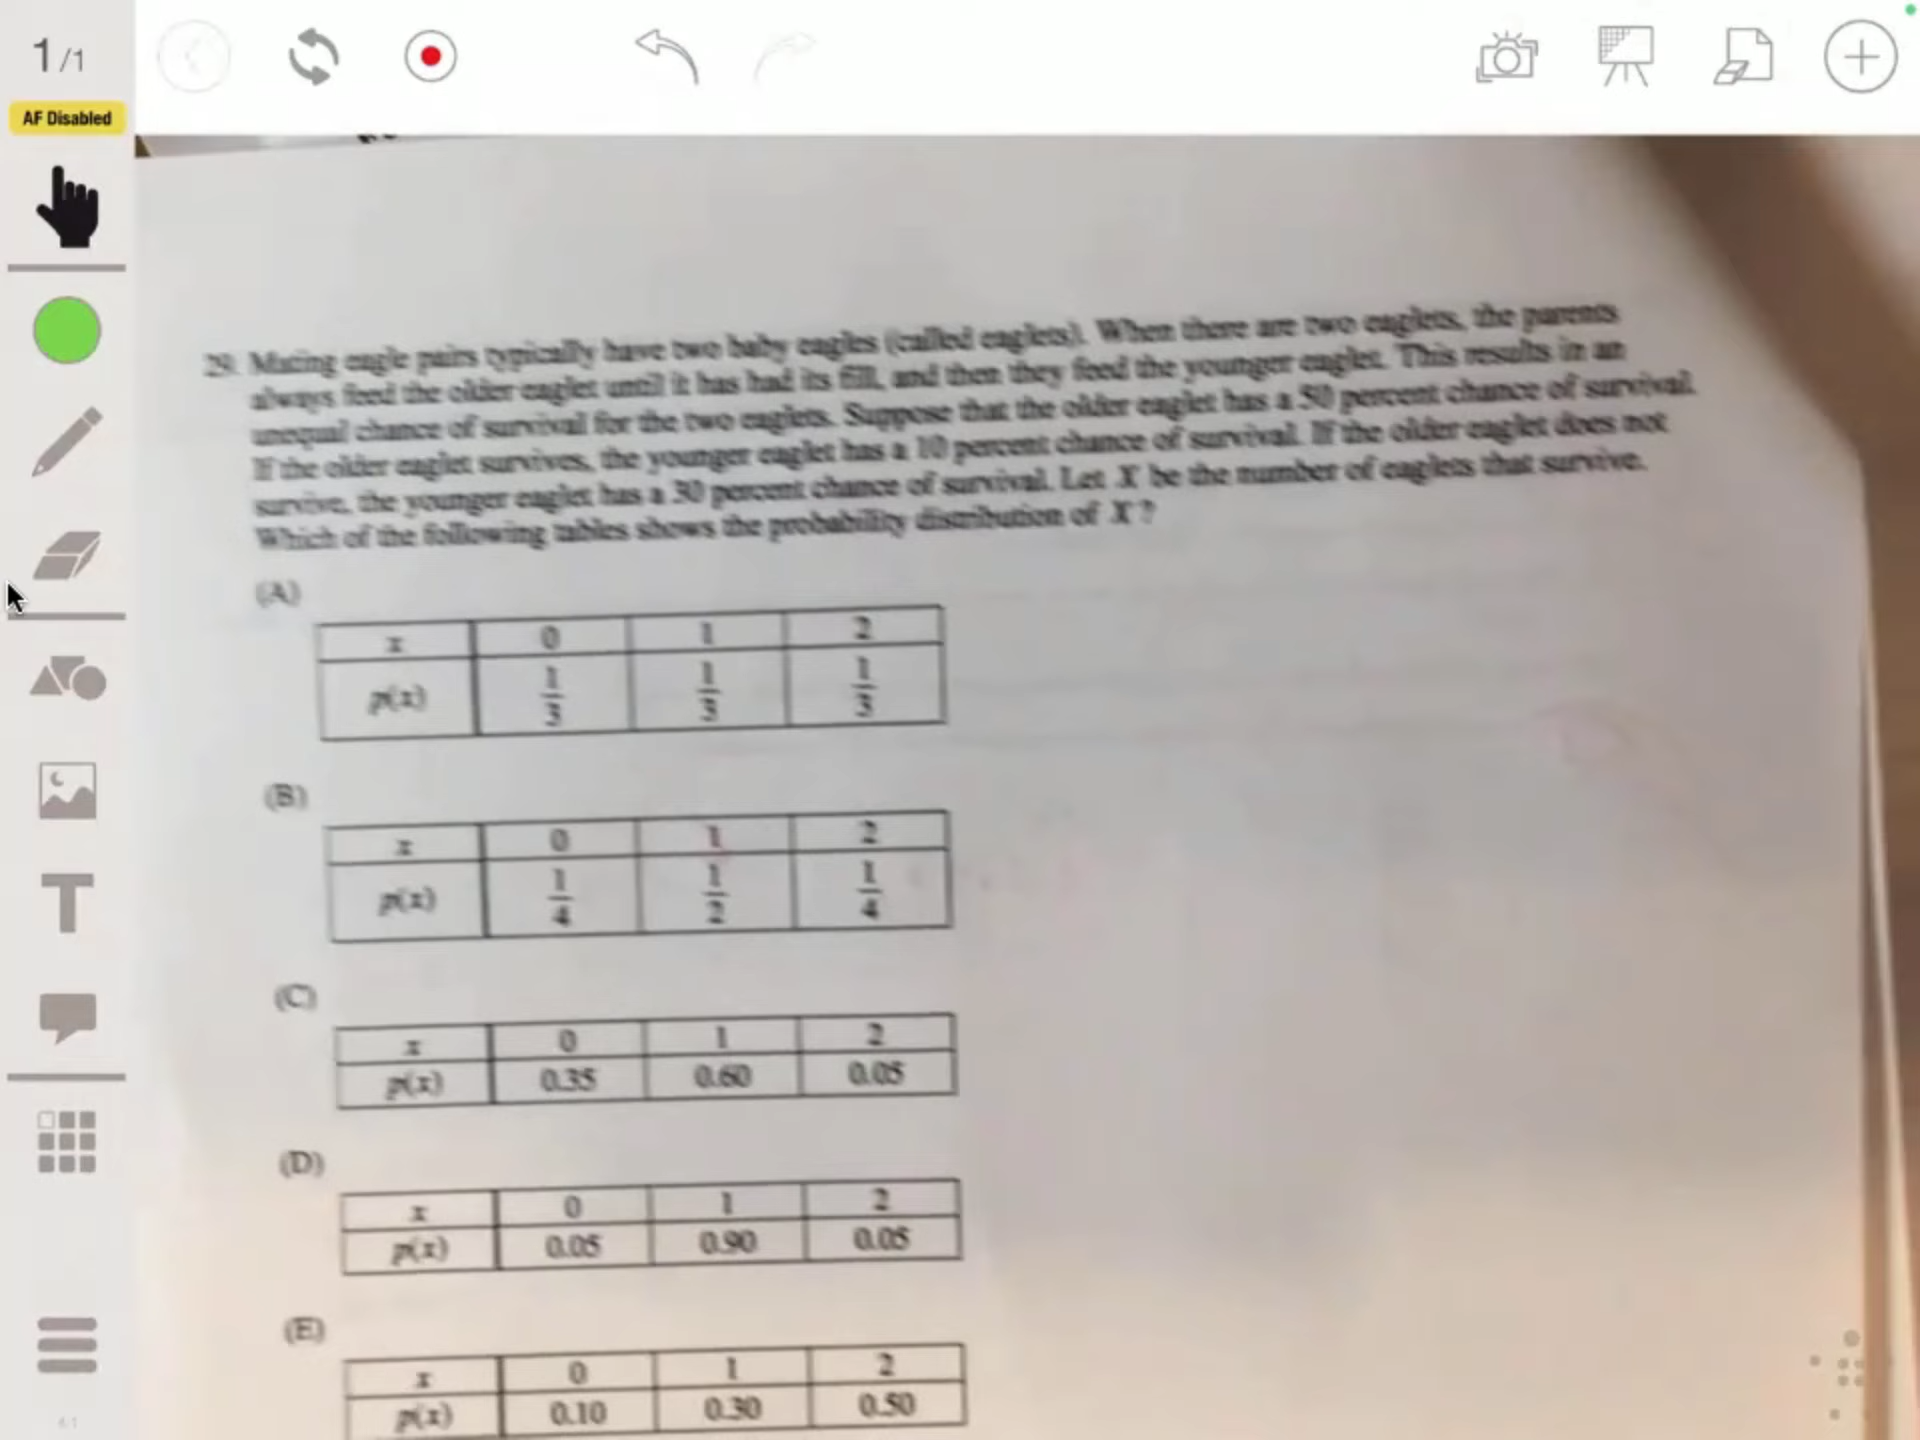 1/1
AF Disabled
29. Mating eagle pairs typically have two baby eagles (called eaglets). When there are two eaglets, the parents
always feed the older eaglet until it has had its fill, and then they feed the younger eaglet. This results in an
unequal chance of survival for the two eaglets. Suppose that the older eaglet has a 50 percent chance of survival.
If the older eaglet survives, the younger eaglet has a 10 percent chance of survival. If the older eaglet does not
survive, the younger eaglet has a 30 percent chance of survival. Let X be the number of eaglets that survive.
Which of the following tables shows the probability distribution of X ?
(A)
x 0 1 2
p(x) 1/3 1/3 1/3
(B)
x 0 1 2
p(x) 1/4 1/2 1/4
(C)
x 0 1 2
p(x) 0.35 0.60 0.05
(D)
x 0 1 2
p(x) 0.05 0.90 0.05
(E)
x 0 1 2
p(x) 0.10 0.30 0.50
T